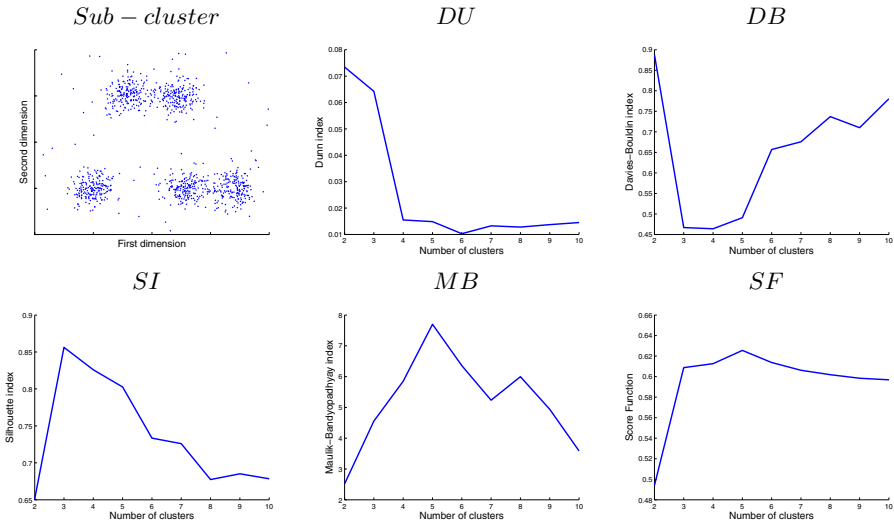 Sub − cluster
Second dimension
First dimension
DU
0.08
0.07
0.06
0.05
0.04
0.03
0.02
0.01
Dunn index
2 3 4 5 6 7 8 9 10
Number of clusters
DB
0.9
0.85
0.8
0.75
0.7
0.65
0.6
0.55
0.5
0.45
Davies−Bouldin index
2 3 4 5 6 7 8 9 10
Number of clusters
SI
0.9
0.85
0.8
0.75
0.7
0.65
Silhouette index
2 3 4 5 6 7 8 9 10
Number of clusters
MB
8
7
6
5
4
3
2
Maulik−Bandyopadhyay index
2 3 4 5 6 7 8 9 10
Number of clusters
SF
0.66
0.64
0.62
0.6
0.58
0.56
0.54
0.52
0.5
0.48
Score Function
2 3 4 5 6 7 8 9 10
Number of clusters